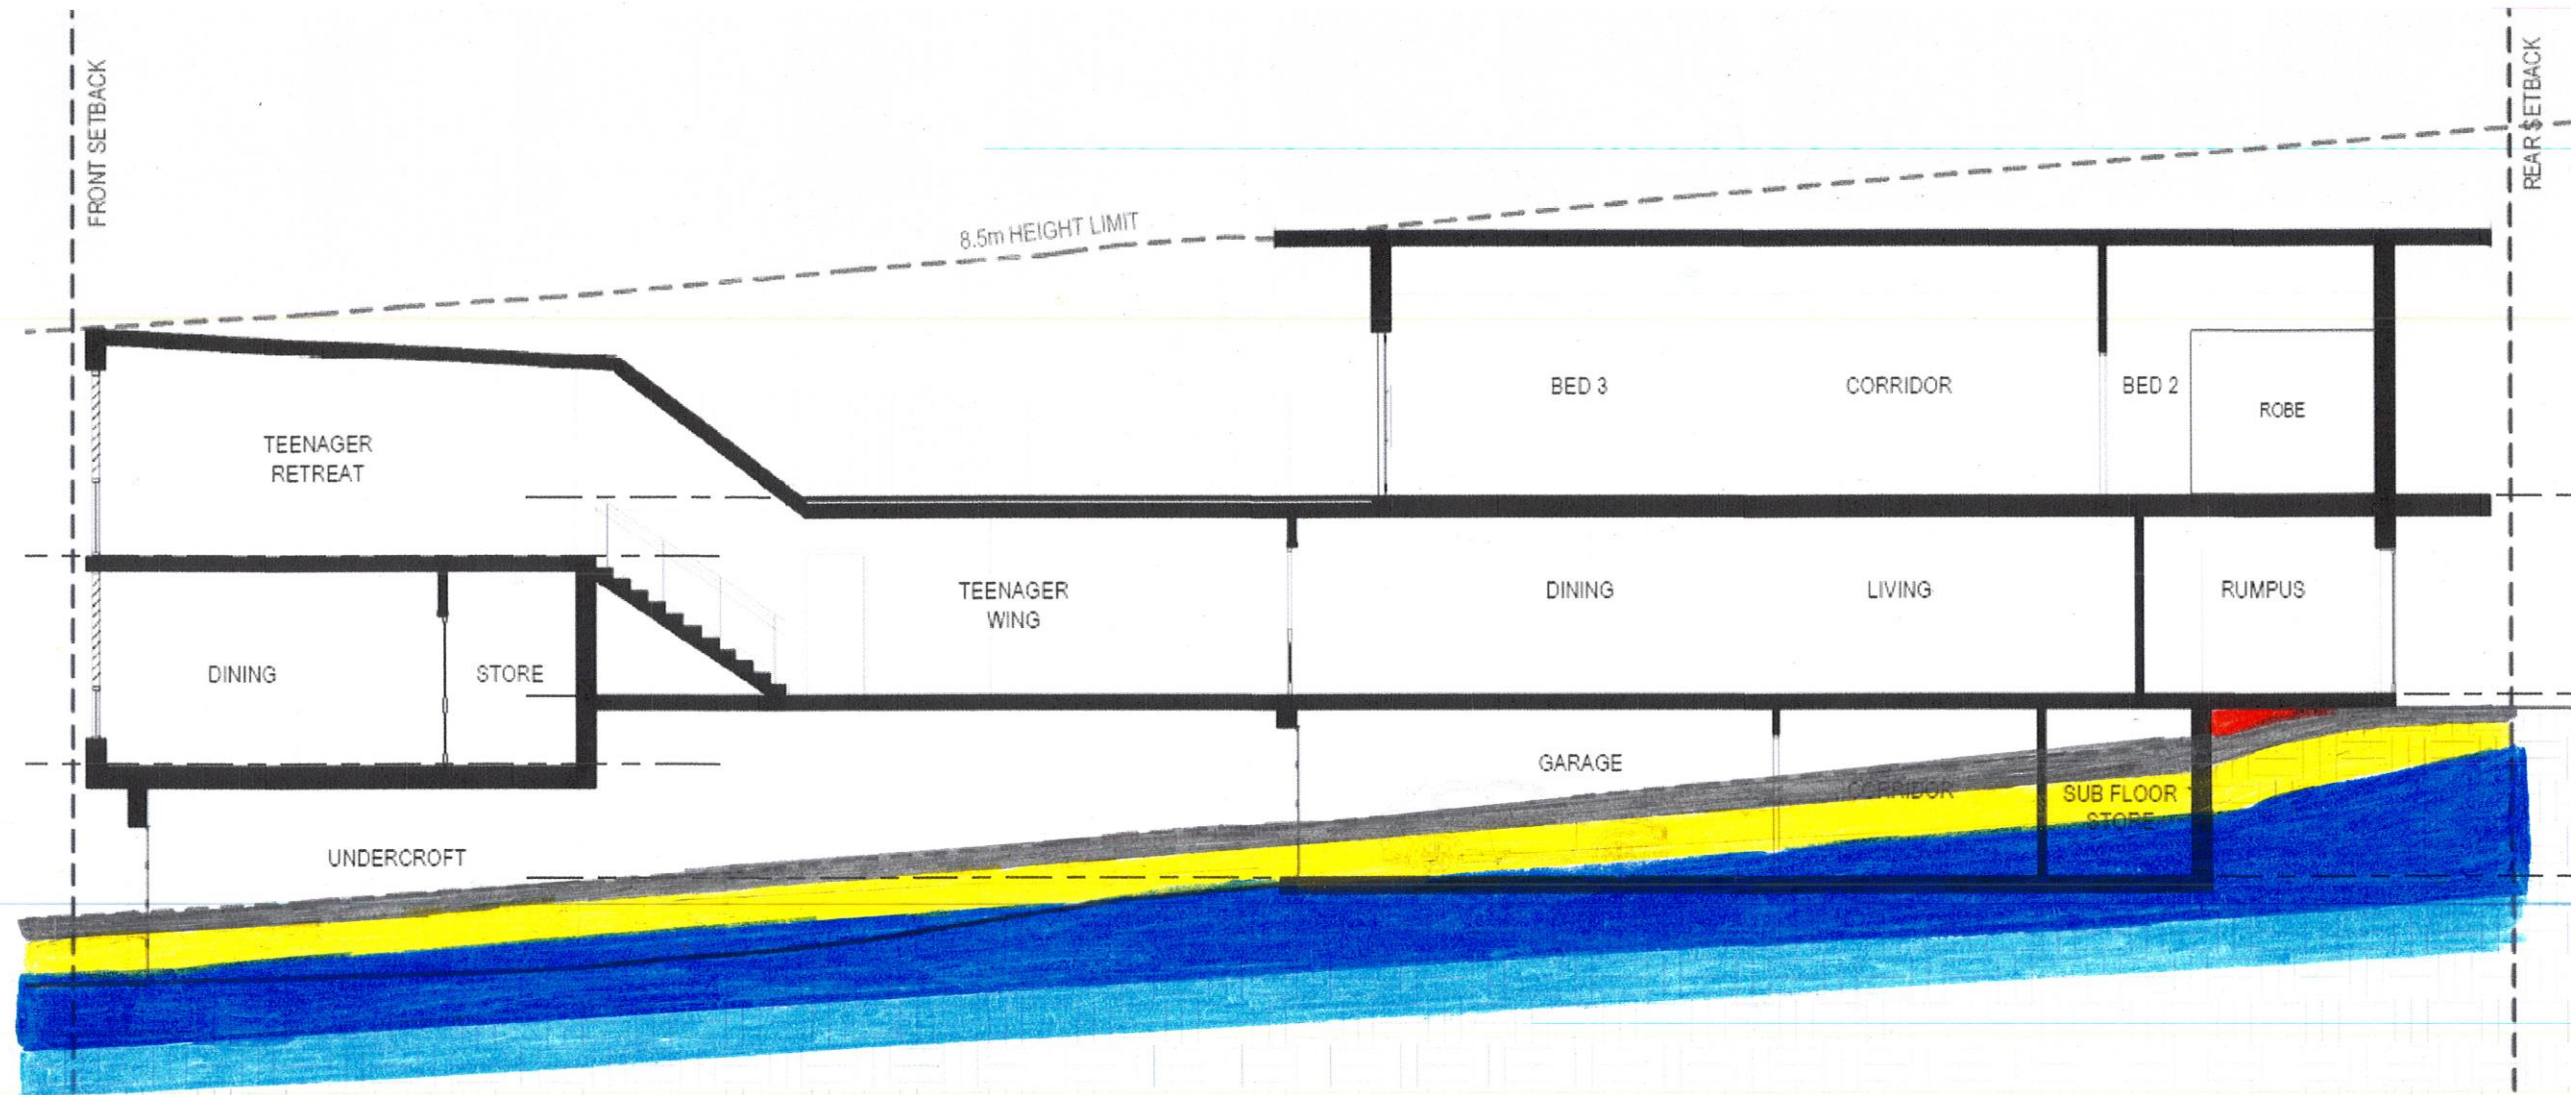 FRONT SETBACK
REAR SETBACK
8.5m HEIGHT LIMIT
BED 3
CORRIDOR
BED 2
ROBE
TEENAGER
RETREAT
TEENAGER
WING
DINING
LIVING
RUMPUS
DINING
STORE
GARAGE
CORRIDOR
SUB FLOOR
STORE
UNDERCROFT